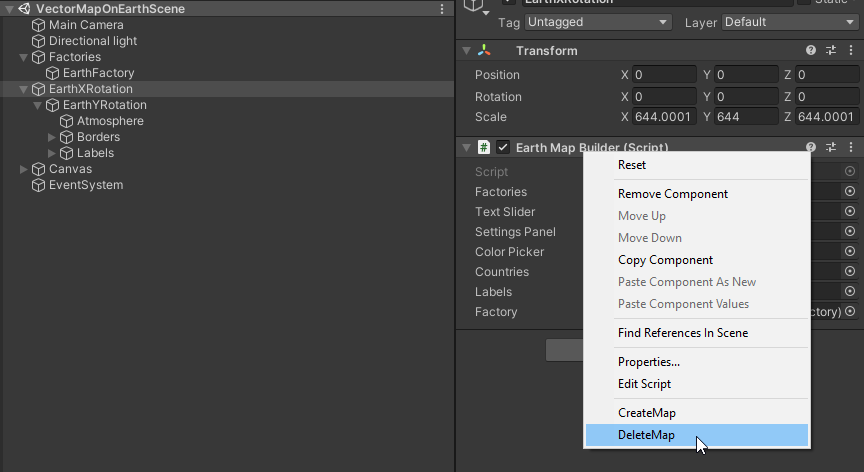 VectorMapOnEarthScene
Main Camera
Directional light
Factories
EarthFactory
EarthXRotation
EarthYRotation
Atmosphere
Borders
Labels
Canvas
EventSystem
EarthXRotation Static
Tag Untagged Layer Default
Transform
Position X 0 Y 0 Z 0
Rotation X 0 Y 0 Z 0
Scale X 644.0001 Y 644 Z 644.0001
# Earth Map Builder (Script)
Script
Factories
Text Slider
Settings Panel
Color Picker
Countries
Labels
Factory ctory)
Reset
Remove Component
Move Up
Move Down
Copy Component
Paste Component As New
Paste Component Values
Find References In Scene
Properties...
Edit Script
CreateMap
DeleteMap